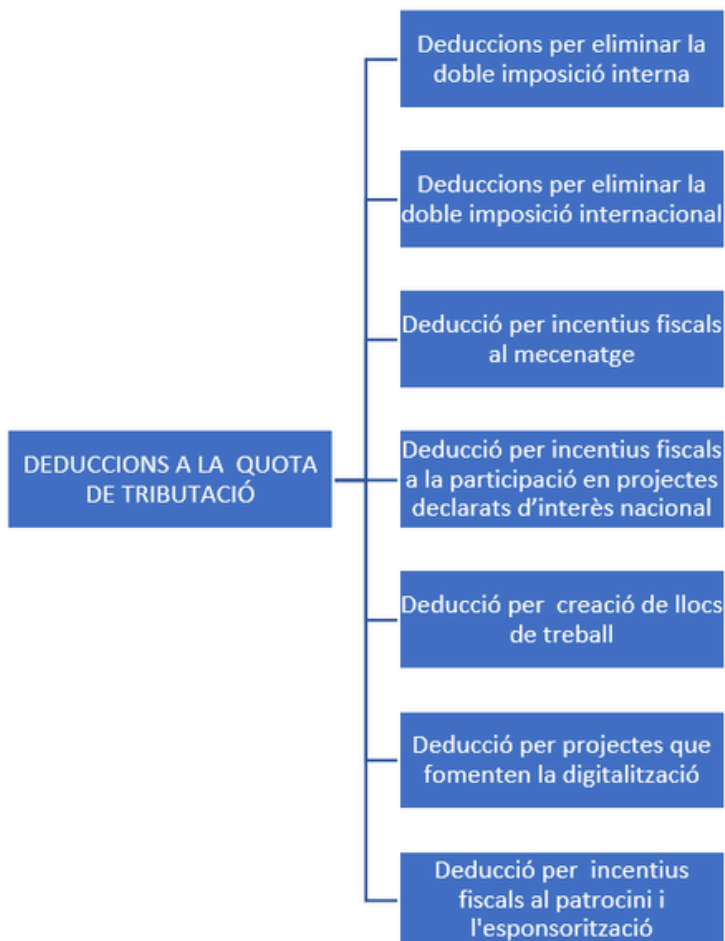 Deduccions per eliminar la
doble imposició interna
Deduccions per eliminar la
doble imposició internacional
Deducció per incentius fiscals
al mecenatge
DEDUCCIONS A LA  QUOTA
DE TRIBUTACIÓ
Deducció per incentius fiscals
a la participació en projectes
declarats d’interès nacional
Deducció per  creació de llocs
de treball
Deducció per projectes que
fomenten la digitalització
Deducció per  incentius
fiscals al patrocini i
l'esponsorització